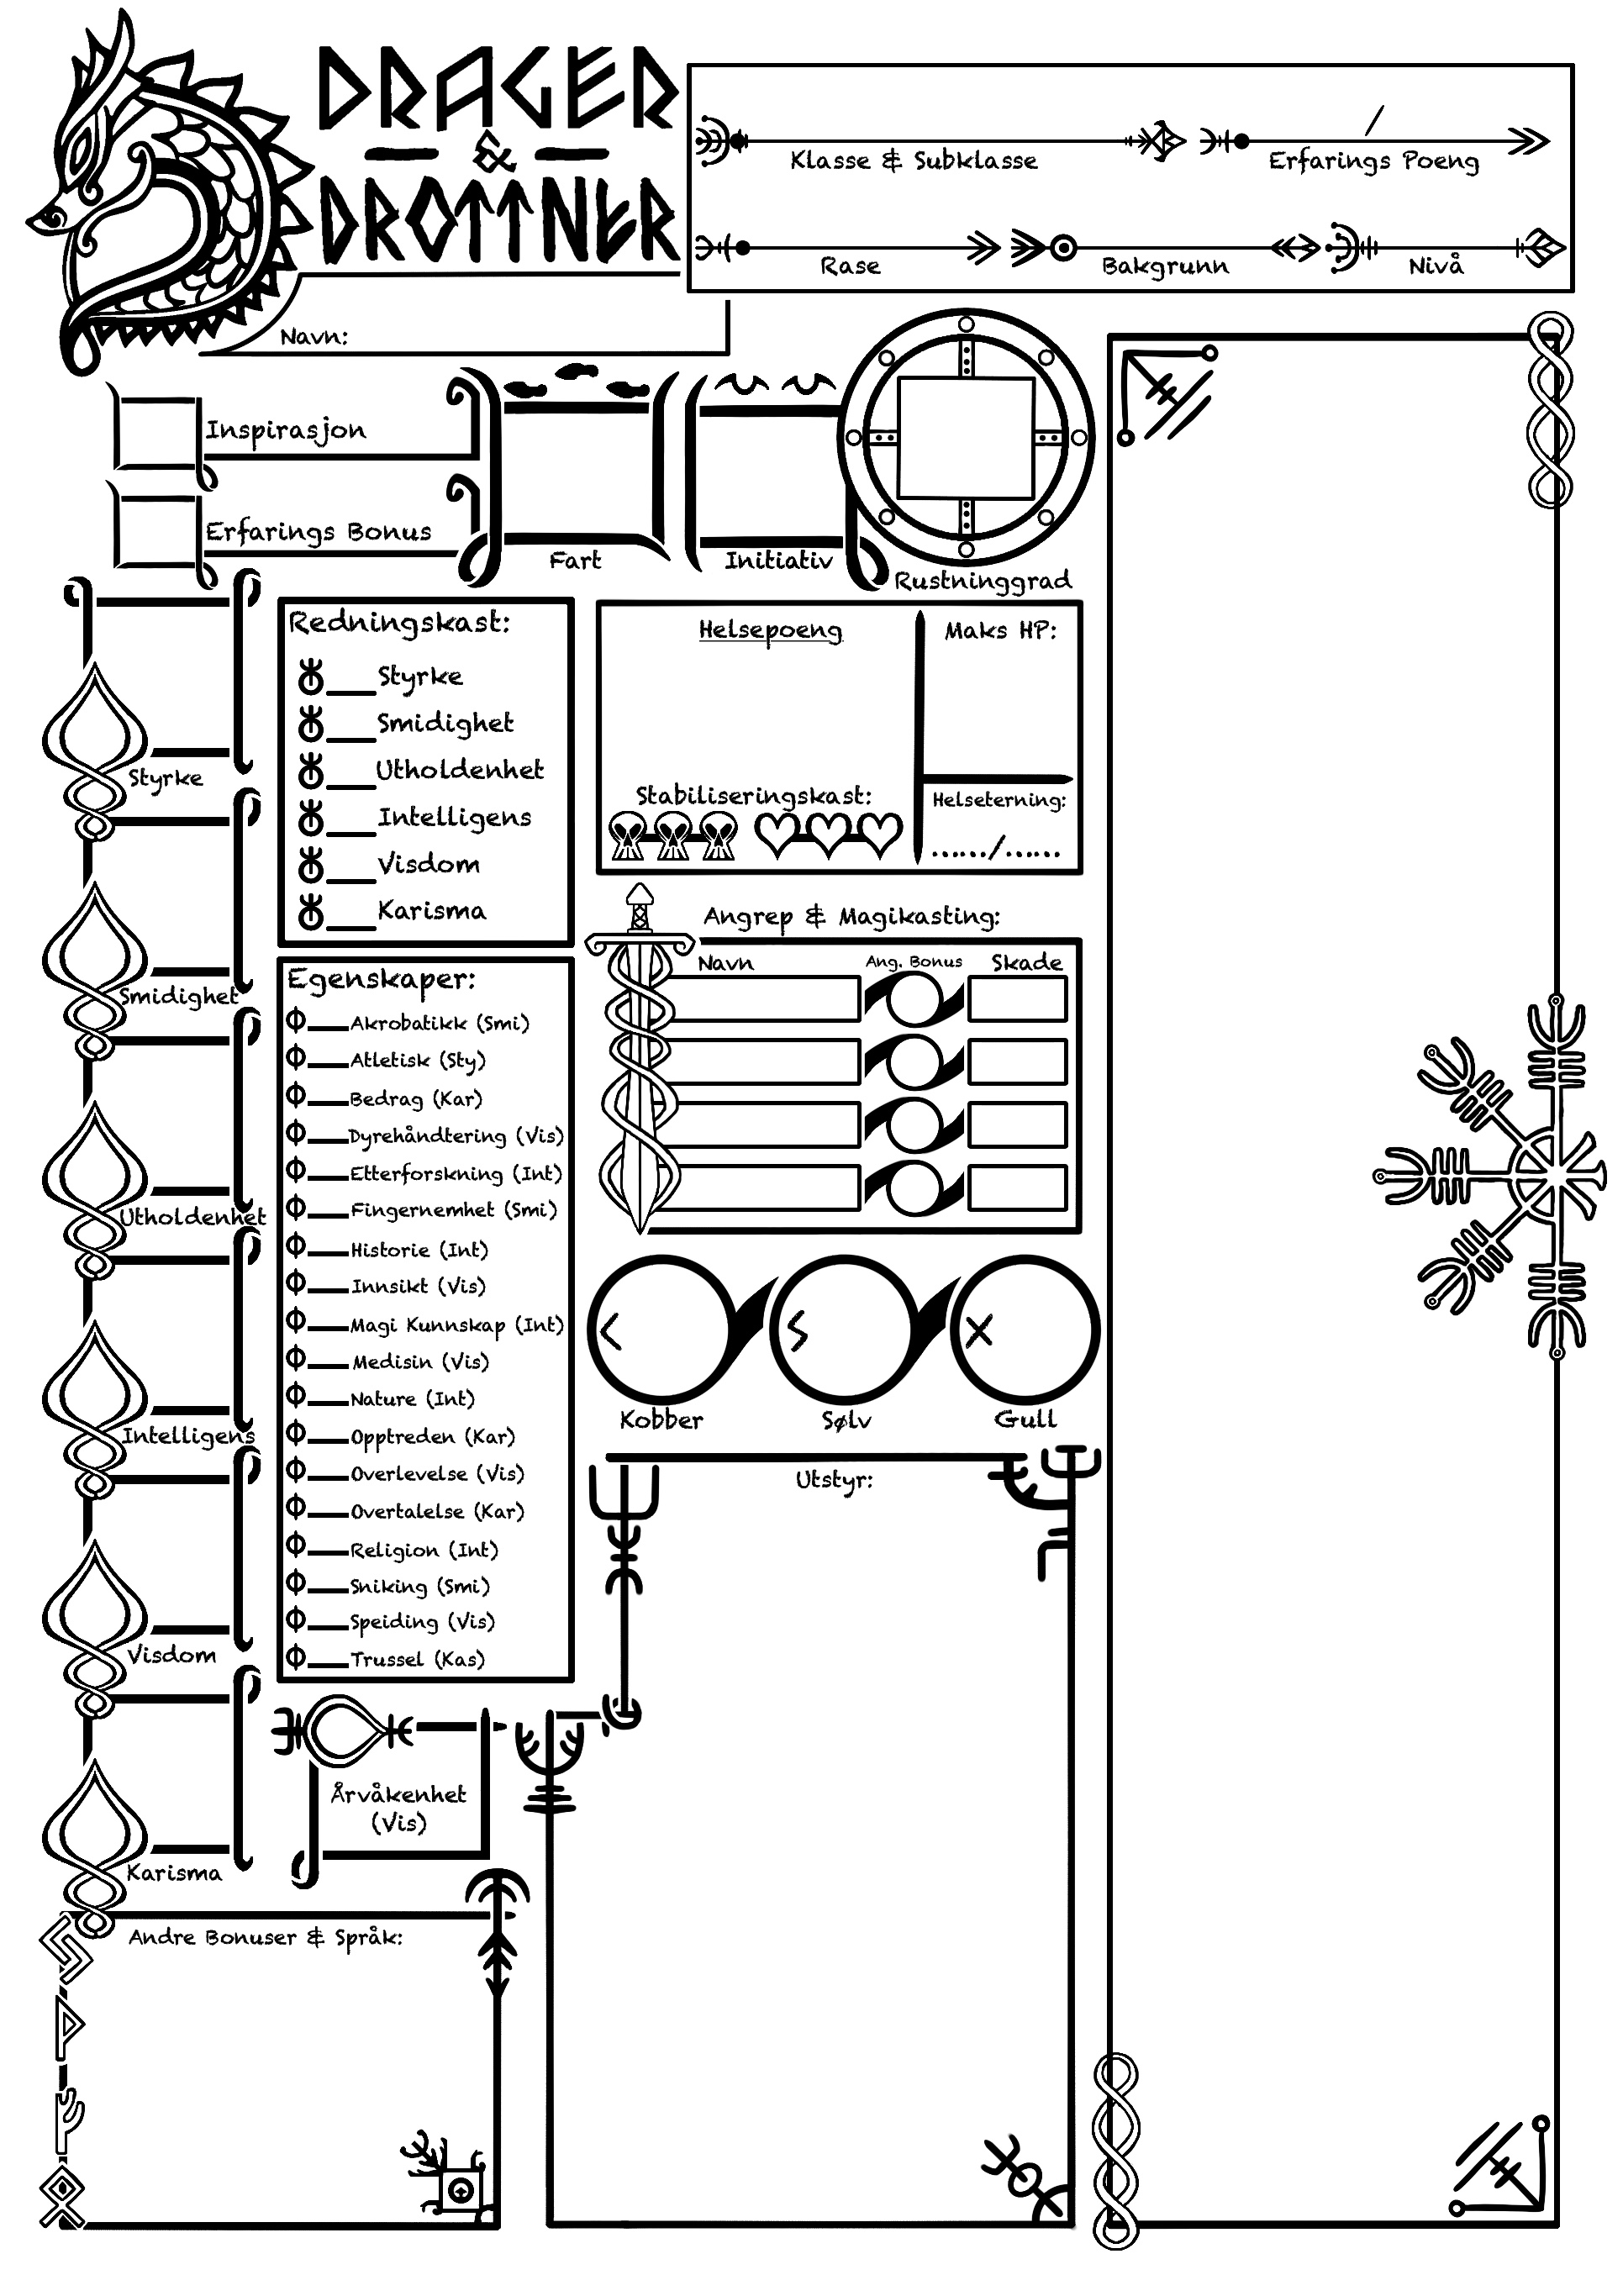 DRAGER
&
DROTTNER
Klasse & Subklasse
/
Erfarings Poeng
Rase
Bakgrunn
Nivå
Navn:
Inspirasjon
Erfarings Bonus
Fart
Initiativ
Rustninggrad
Styrke
Smidighet
Utholdenhet
Intelligens
Visdom
Karisma
Redningskast:
___Styrke
___Smidighet
___Utholdenhet
___Intelligens
___Visdom
___Karisma
Egenskaper:
___Akrobatikk (Smi)
___Atletisk (Sty)
___Bedrag (Kar)
___Dyrehåndtering (Vis)
___Etterforskning (Int)
___Fingernemhet (Smi)
___Historie (Int)
___Innsikt (Vis)
___Magi Kunnskap (Int)
___Medisin (Vis)
___Nature (Int)
___Opptreden (Kar)
___Overlevelse (Vis)
___Overtalelse (Kar)
___Religion (Int)
___Sniking (Smi)
___Speiding (Vis)
___Trussel (Kas)
Årvåkenhet
(Vis)
Andre Bonuser & Språk:
Helsepoeng
Maks HP:
Stabiliseringskast:
Helseterning:
....../......
Angrep & Magikasting:
Navn
Ang. Bonus
Skade
Kobber
Sølv
Gull
Utstyr: